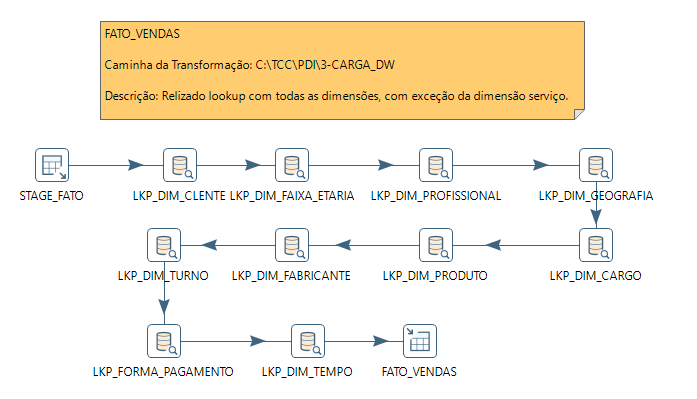 FATO_VENDAS
Caminha da Transformação: C:\TCC\PDI\3-CARGA_DW
Descrição: Relizado lookup com todas as dimensões, com exceção da dimensão serviço.
STAGE_FATO
LKP_DIM_CLENTE
LKP_DIM_FAIXA_ETARIA
LKP_DIM_PROFISSIONAL
LKP_DIM_GEOGRAFIA
LKP_DIM_TURNO
LKP_DIM_FABRICANTE
LKP_DIM_PRODUTO
LKP_DIM_CARGO
LKP_FORMA_PAGAMENTO
LKP_DIM_TEMPO
FATO_VENDAS